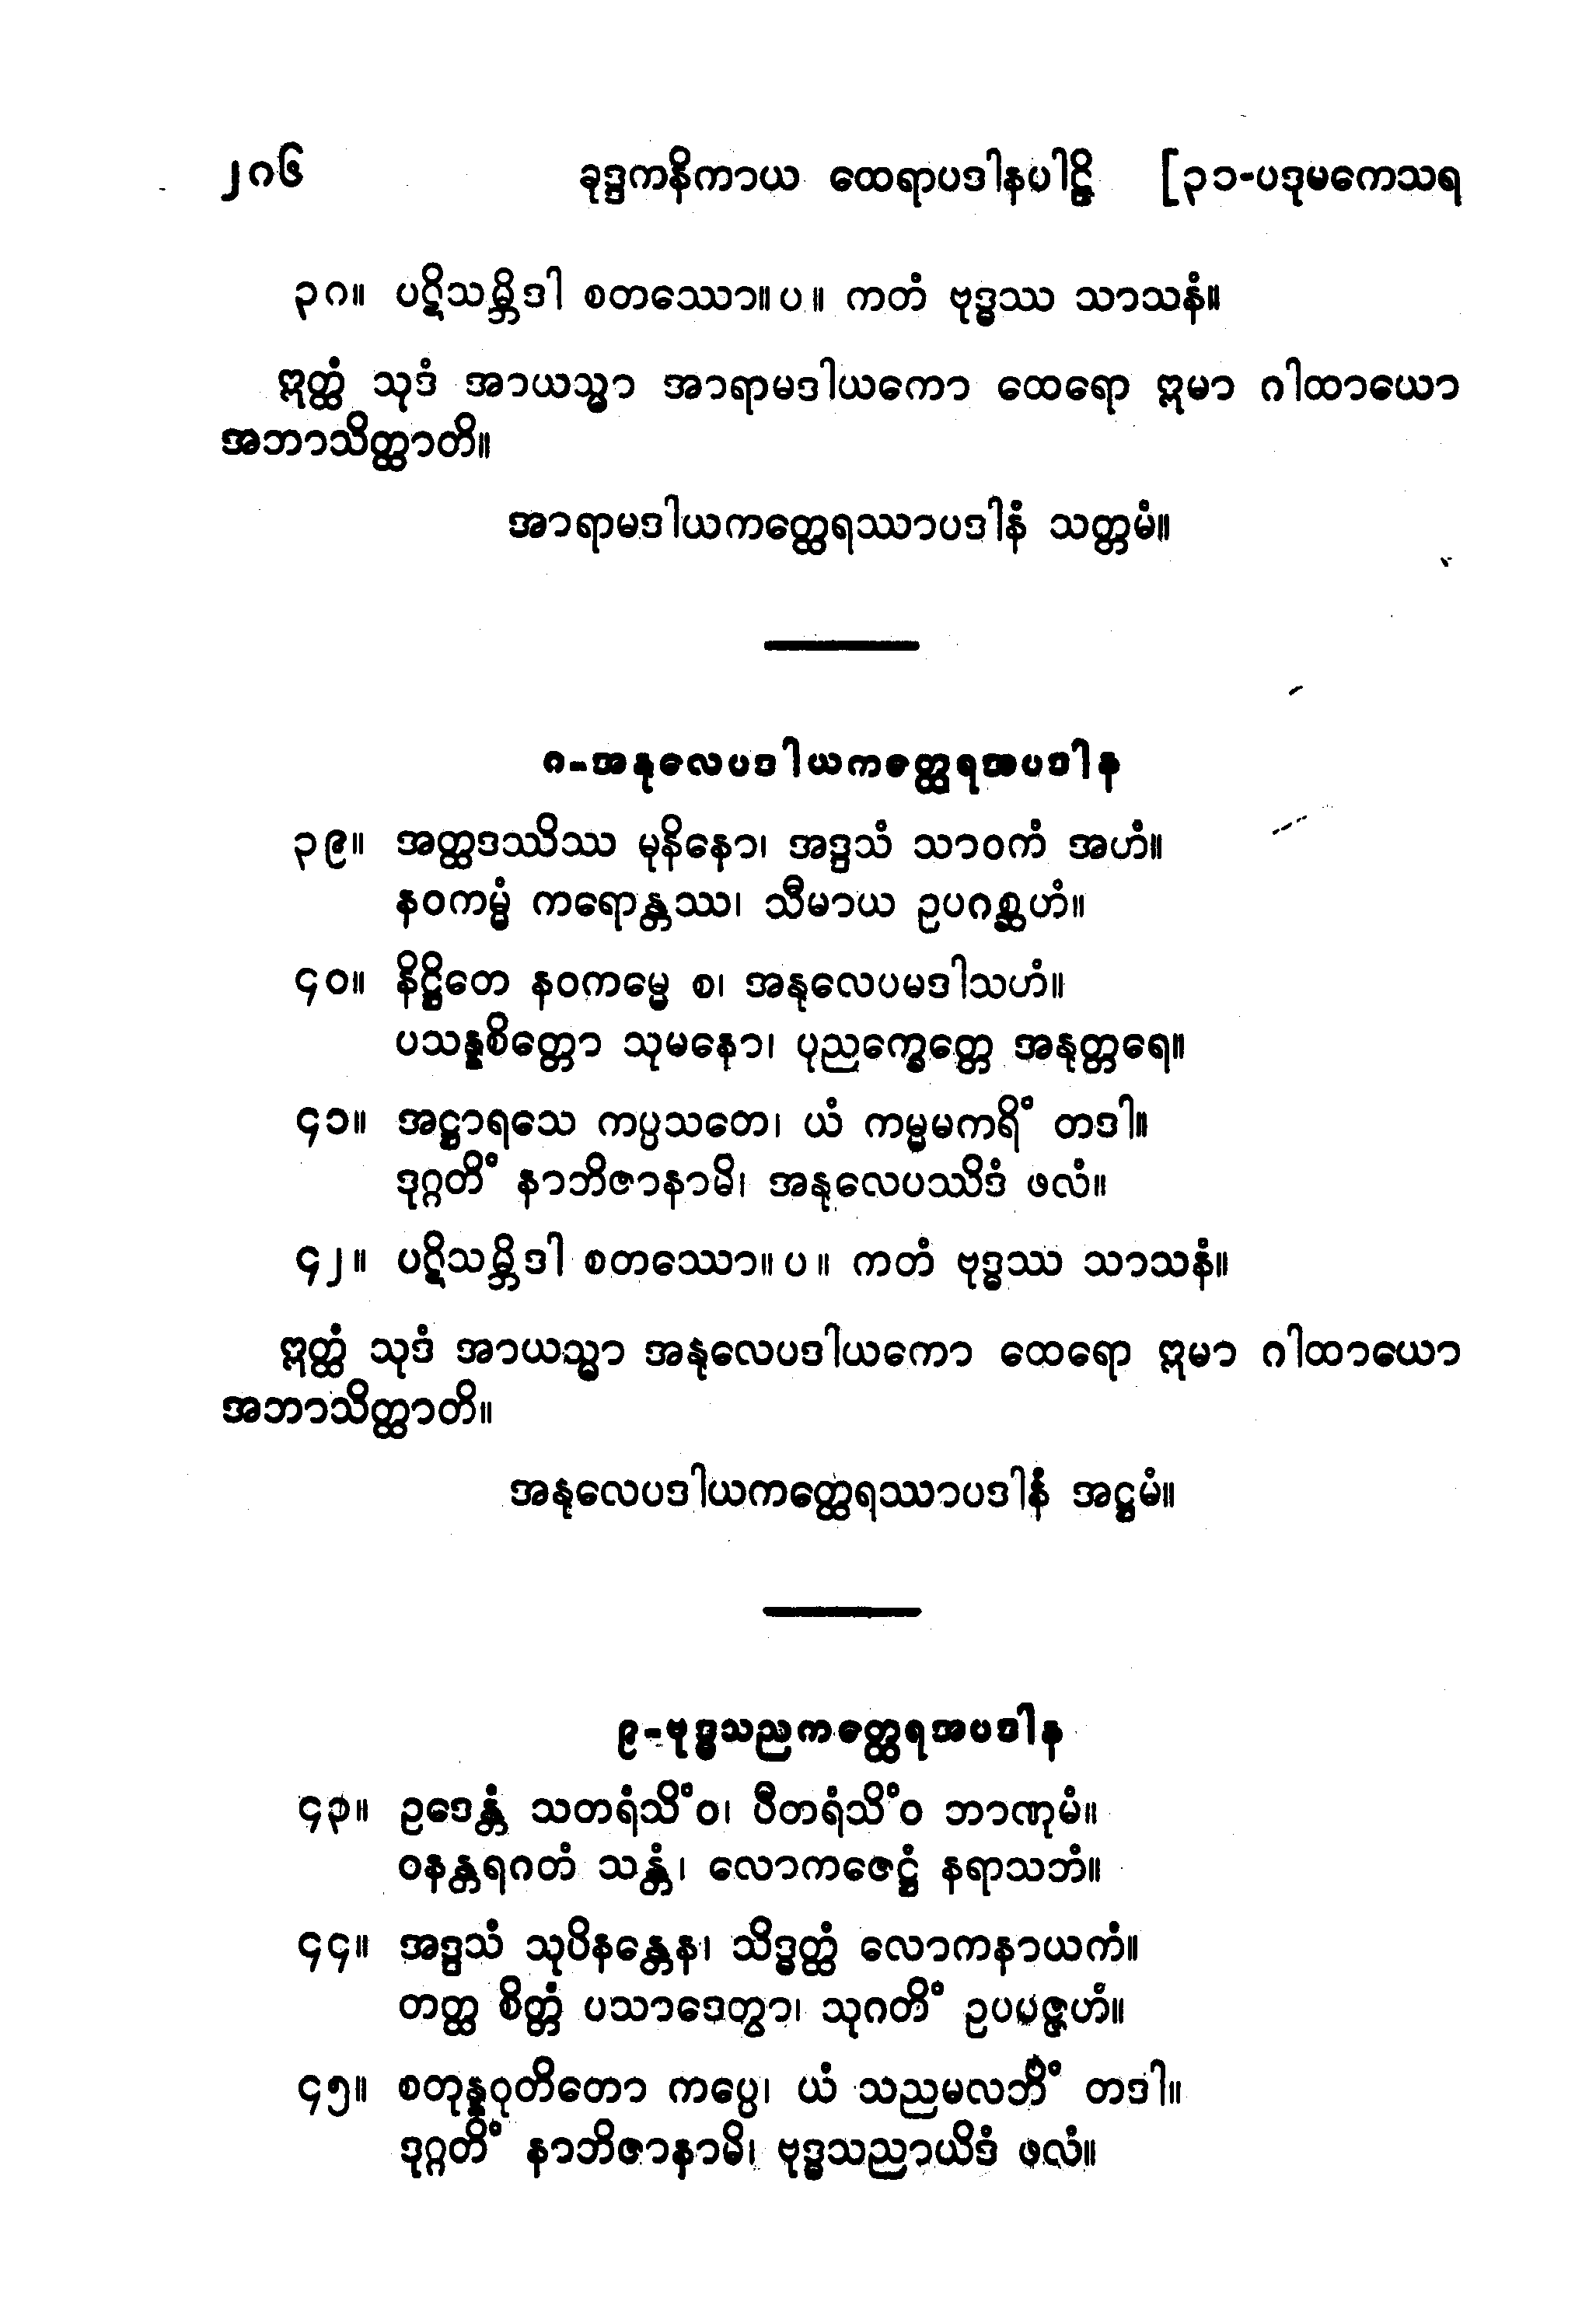 ၂၈၆ ခုဒ္ဒကနိကာယ ထေရာပဒါနပါဠိ [၃၁-ပဒုမကေသရ
၃၈။ ပဋိသမ္ဘိဒါ စတဿော။ပ။ ကတံ ဗုဒ္ဓဿ သာသနံ။
ဣတ္ထံ သုဒံ အာယသ္မာ အာရာမဒါယကော ထေရော ဣမာ ဂါထာယော
အဘာသိတ္ထာတိ။
အာရာမဒါယကတ္ထေရဿာပဒါနံ သတ္တမံ။
၈-အနုလေပဒါယကတ္ထေရအပဒါန
၃၉။ အတ္ထဒဿိဿ မုနိနော၊ အဒ္ဒသံ သာဝကံ အဟံ။
နဝကမ္မံ ကရောန္တဿ၊ သီမာယ ဥပဂစ္ဆဟံ။
၄၀။ နိဋ္ဌိတေ နဝကမ္မေ စ၊ အနုလေပမဒါသဟံ။
ပသန္နစိတ္တော သုမနော၊ ပုညက္ခေတ္တေ အနုတ္တရေ။
၄၁။ အဋ္ဌာရသေ ကပ္ပသတေ၊ ယံ ကမ္မမကရိံ တဒါ။
ဒုဂ္ဂတိံ နာဘိဇာနာမိ၊ အနုလေပဿိဒံ ဖလံ။
၄၂။ ပဋိသမ္ဘိဒါ စတဿော။ပ။ ကတံ ဗုဒ္ဓဿ သာသနံ။
ဣတ္ထံ သုဒံ အာယသ္မာ အနုလေပဒါယကော ထေရော ဣမာ ဂါထာယော
အဘာသိတ္ထာတိ။
အနုလေပဒါယကတ္ထေရဿာပဒါနံ အဋ္ဌမံ။
၉-ဗုဒ္ဓသညကတ္ထေရအပဒါန
၄၃။ ဥဒေန္တံ သတရံသိံဝ၊ ပီတရံသိံဝ ဘာဏုမံ။
ဝနန္တရဂတံ သန္တံ၊ လောကဇေဋ္ဌံ နရာသဘံ။
၄၄။ အဒ္ဒသံ သုပိနန္တေန၊ သိဒ္ဓတ္ထံ လောကနာယကံ။
တတ္ထ စိတ္တံ ပသာဒေတွာ၊ သုဂတိံ ဥပပဇ္ဇဟံ။
၄၅။ စတုန္နဝုတိတော ကပ္ပေ၊ ယံ သညမလဘိံ တဒါ။
ဒုဂ္ဂတိံ နာဘိဇာနာမိ၊ ဗုဒ္ဓသညာယိဒံ ဖလံ။